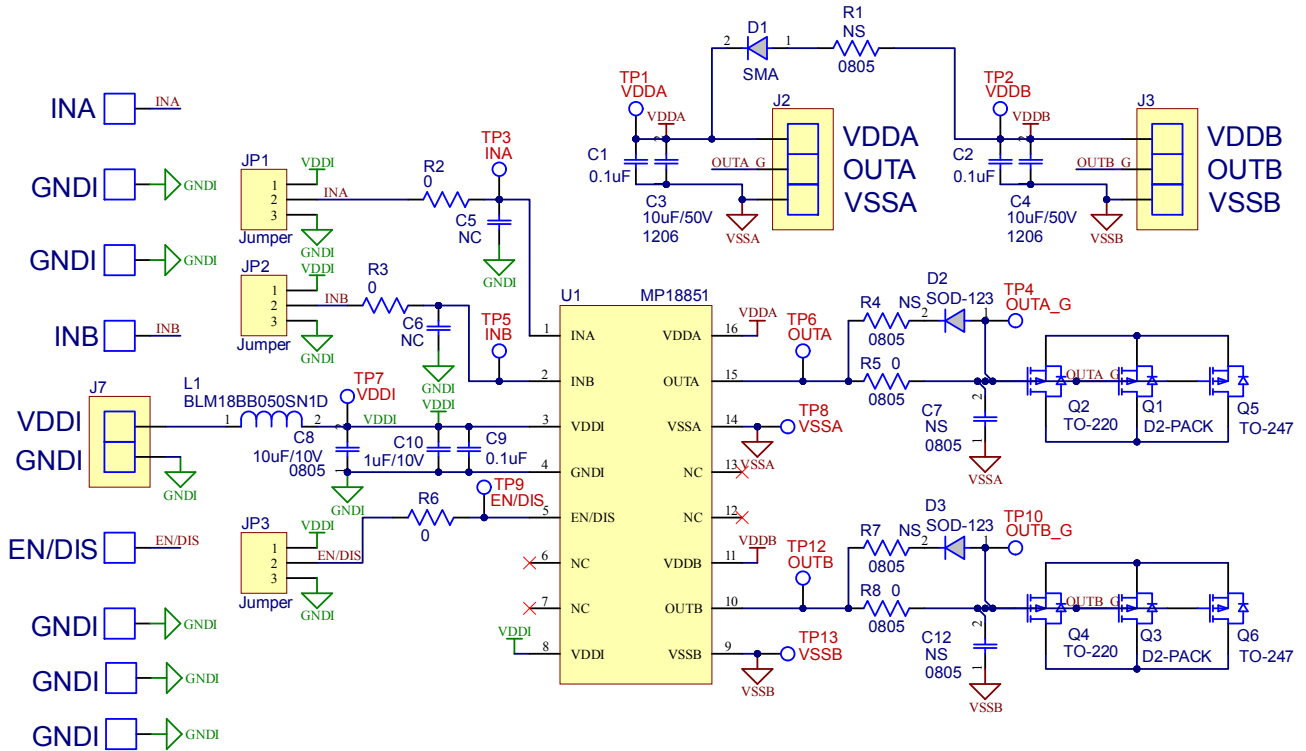 INA
INA
GNDI
GNDI
GNDI
GNDI
INB
INB
J7
VDDI
GNDI
GNDI
EN/DIS
EN/DIS
GNDI
GNDI
GNDI
GNDI
GNDI
GNDI
JP1
VDDI
1
2
3
INA
GNDI
Jumper
R2
0
TP3
INA
C5
NC
GNDI
JP2
VDDI
1
2
3
INB
GNDI
Jumper
R3
0
C6
NC
GNDI
TP5
INB
L1
BLM18BB050SN1D
1
2
TP7
VDDI
VDDI
VDDI
C8
10uF/10V
0805
2
1
C10
1uF/10V
C9
0.1uF
GNDI
JP3
VDDI
1
2
3
EN/DIS
GNDI
Jumper
R6
0
TP9
EN/DIS
VDDI
U1
MP18851
1 INA
2 INB
3 VDDI
4 GNDI
5 EN/DIS
6 NC
7 NC
8 VDDI
VDDA 16
OUTA 15
VSSA 14
NC 13
NC 12
VDDB 11
OUTB 10
VSSB 9
D1
2
1
SMA
R1
NS
0805
TP1
VDDA
VDDA
2
C1
0.1uF
C3
10uF/50V
1206
OUTA_G
VSSA
J2
VDDA
OUTA
VSSA
TP2
VDDB
VDDB
2
C2
0.1uF
C4
10uF/50V
1206
OUTB_G
VSSB
J3
VDDB
OUTB
VSSB
VDDA
TP6
OUTA
R4
NS
0805
D2
SOD-123
2
1
TP4
OUTA_G
R5 0
0805
C7
NS
0805
2
1
VSSA
OUTA_G
Q2
TO-220
Q1
D2-PACK
Q5
TO-247
TP8
VSSA
VSSA
VDDB
TP12
OUTB
R7
NS
0805
D3
SOD-123
2
1
TP10
OUTB_G
R8 0
0805
C12
NS
0805
2
1
VSSB
OUTB_G
Q4
TO-220
Q3
D2-PACK
Q6
TO-247
TP13
VSSB
VSSB